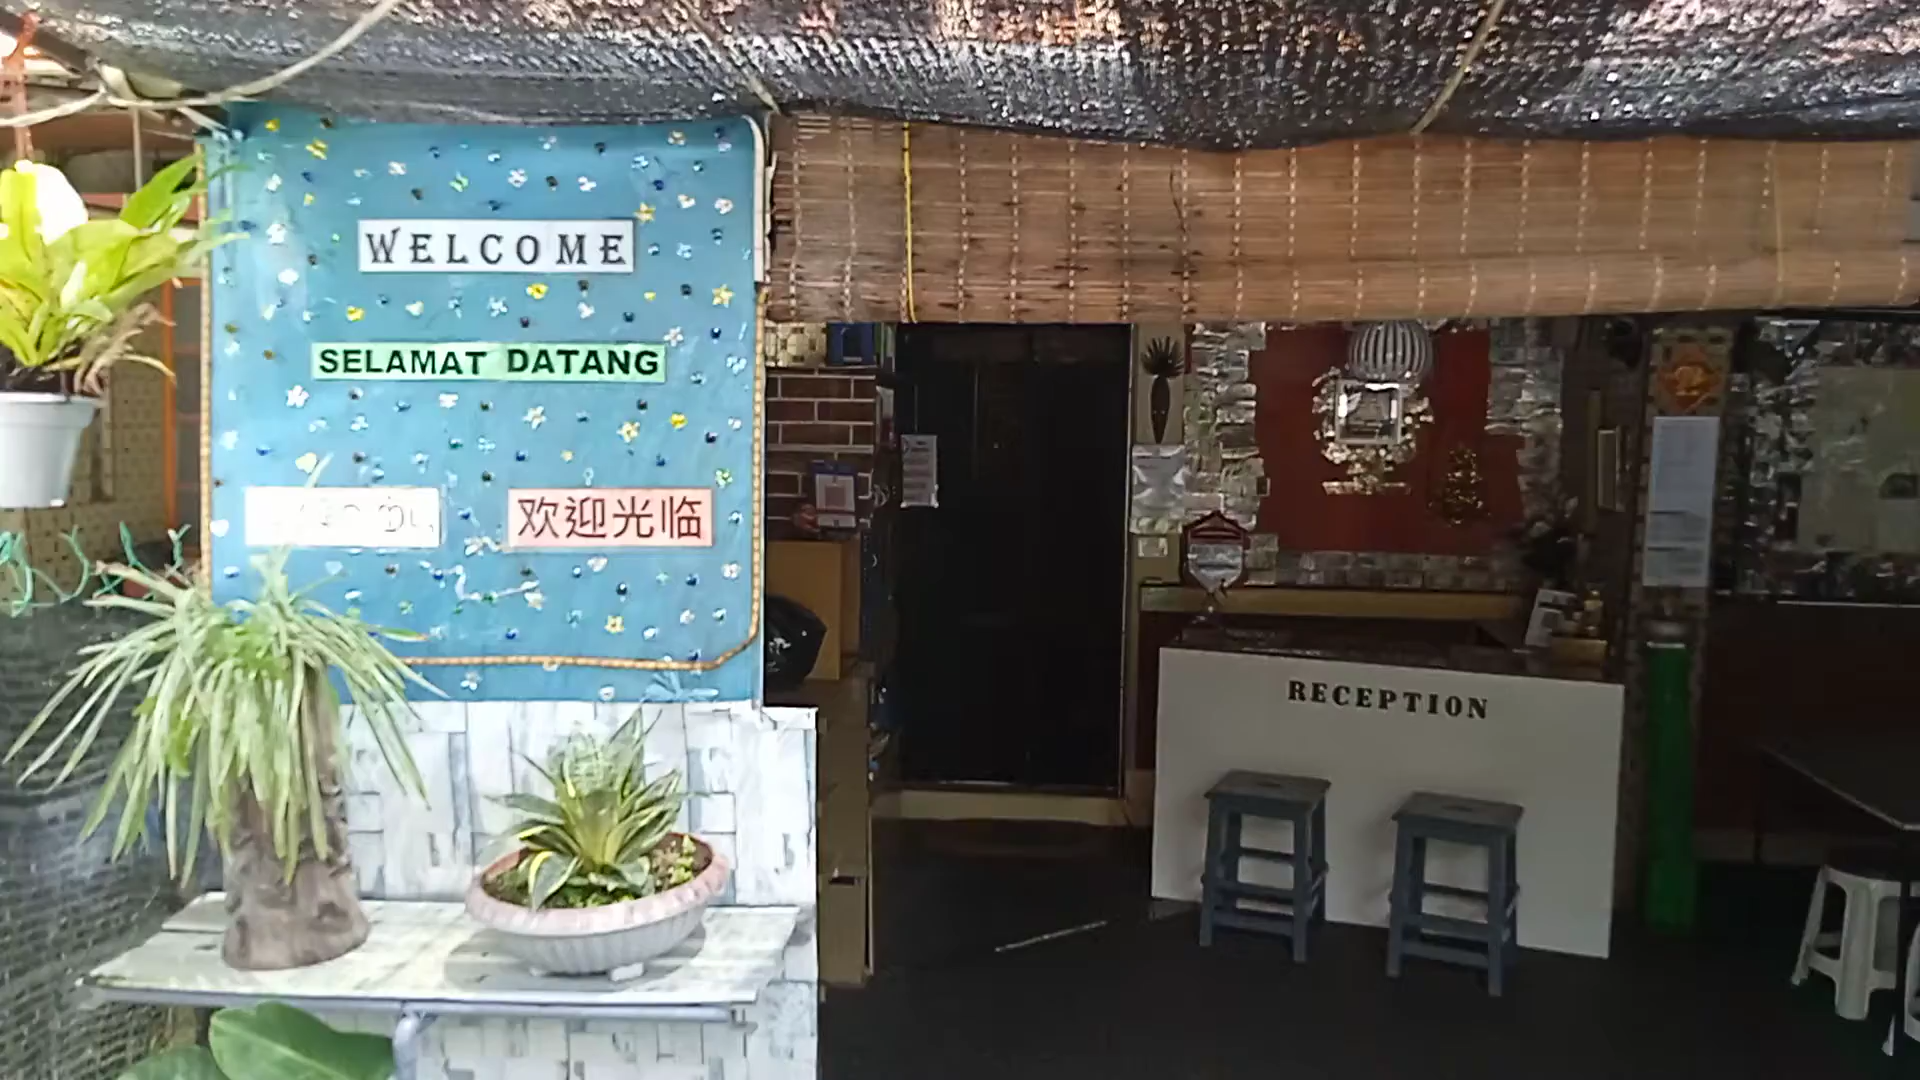 WELCOME
SELAMAT DATANG
欢迎光临
RECEPTION